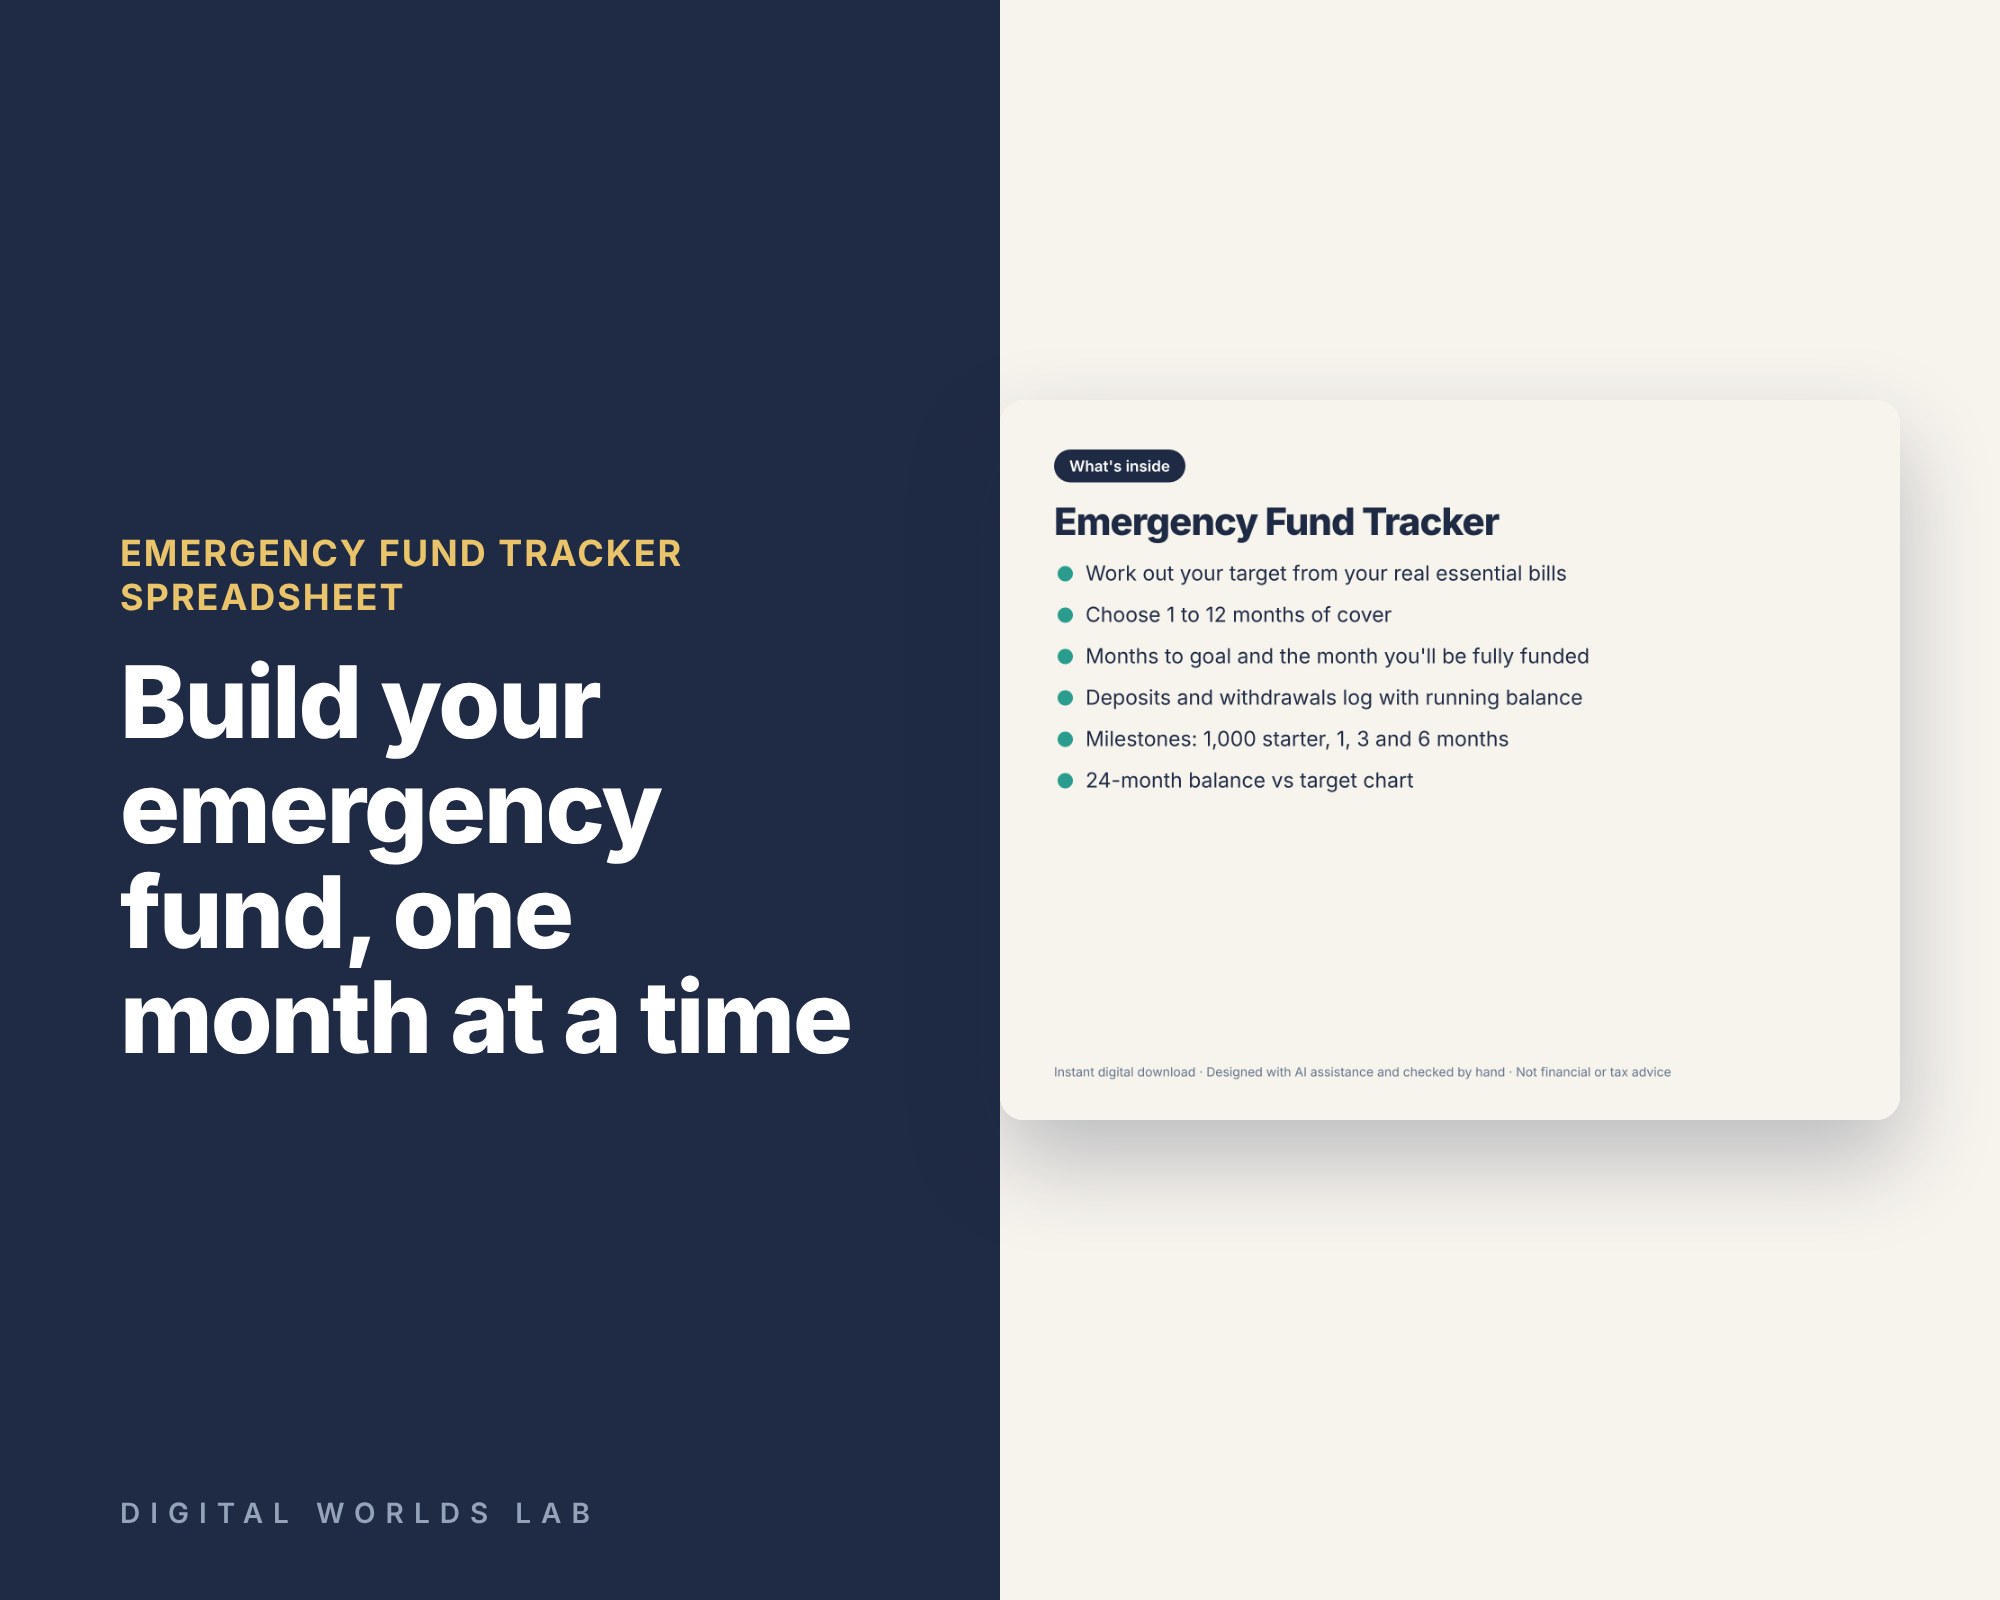 EMERGENCY FUND TRACKER
SPREADSHEET
Build your
emergency
fund, one
month at a time
DIGITAL WORLDS LAB
What's inside
Emergency Fund Tracker
Work out your target from your real essential bills
Choose 1 to 12 months of cover
Months to goal and the month you'll be fully funded
Deposits and withdrawals log with running balance
Milestones: 1,000 starter, 1, 3 and 6 months
24-month balance vs target chart
Instant digital download · Designed with AI assistance and checked by hand · Not financial or tax advice